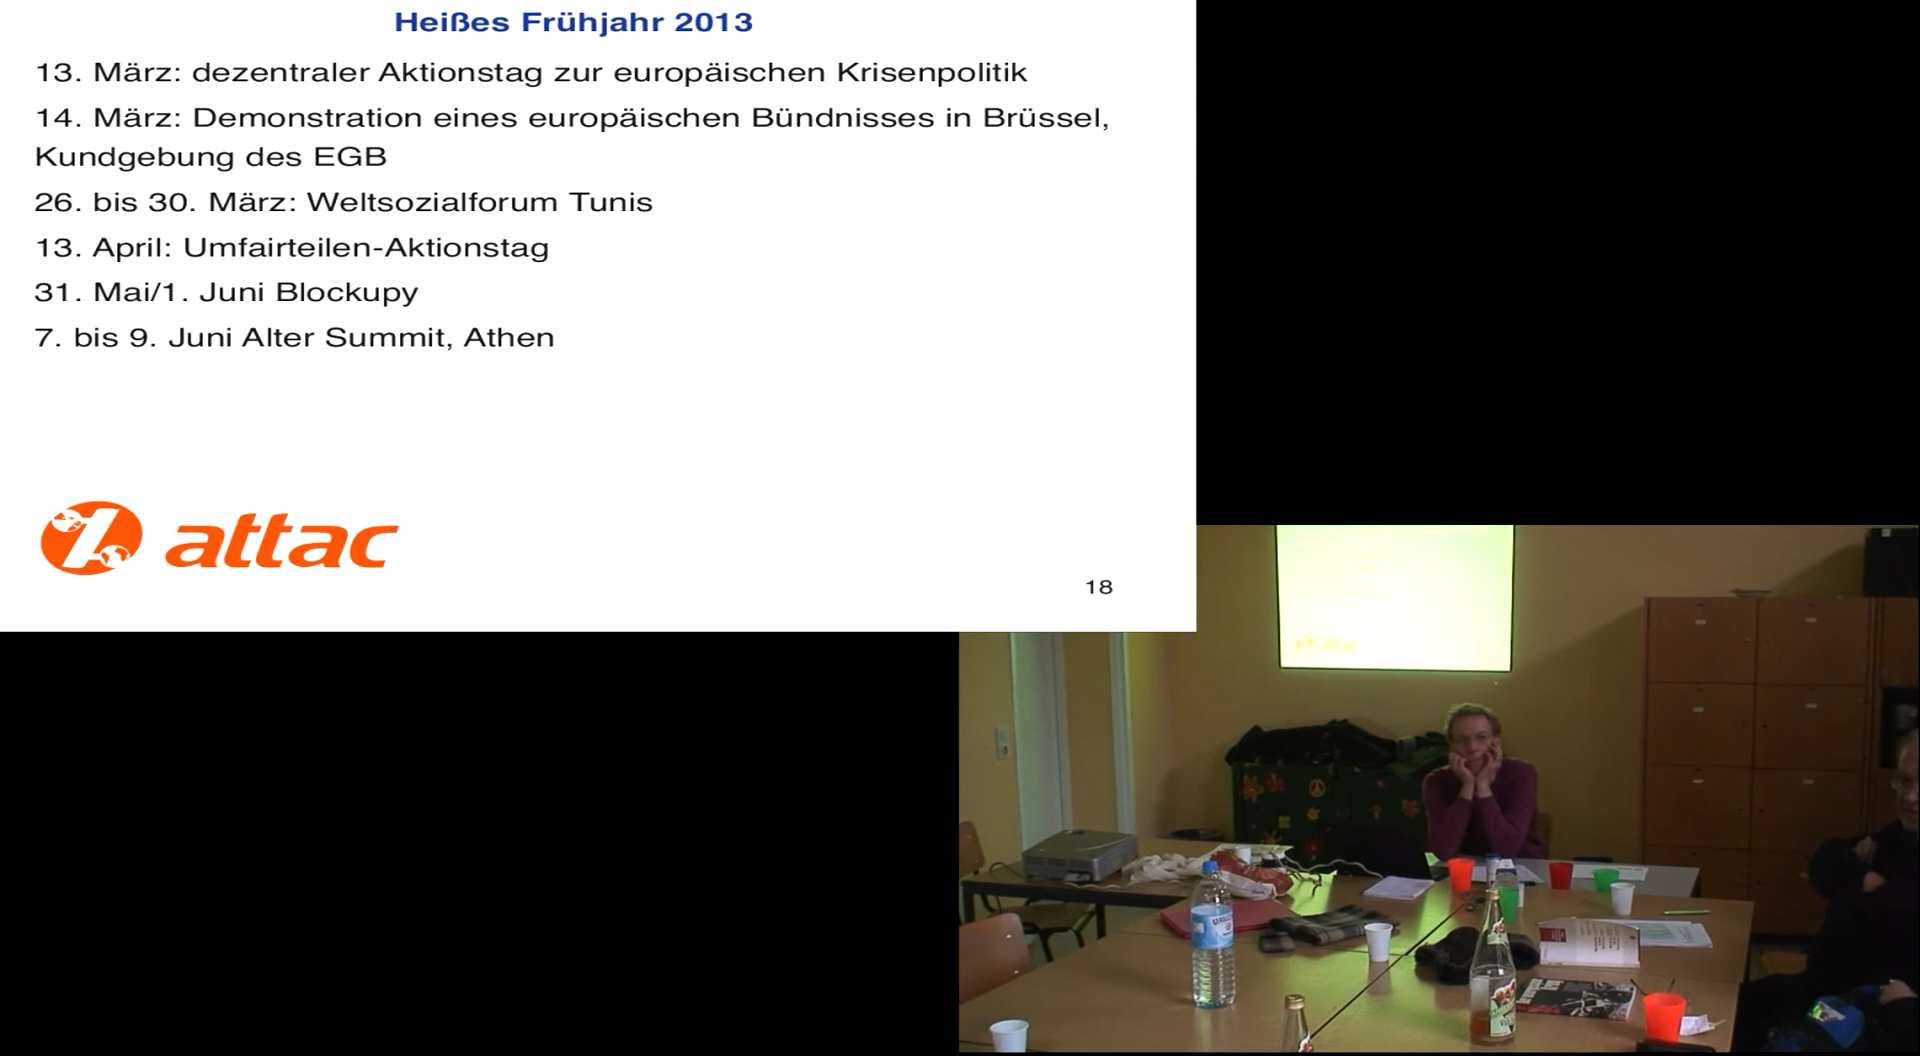 Heißes Frühjahr 2013
13. März: dezentraler Aktionstag zur europäischen Krisenpolitik
14. März: Demonstration eines europäischen Bündnisses in Brüssel,
Kundgebung des EGB
26. bis 30. März: Weltsozialforum Tunis
13. April: Umfairteilen-Aktionstag
31. Mai/1. Juni Blockupy
7. bis 9. Juni Alter Summit, Athen
attac
18